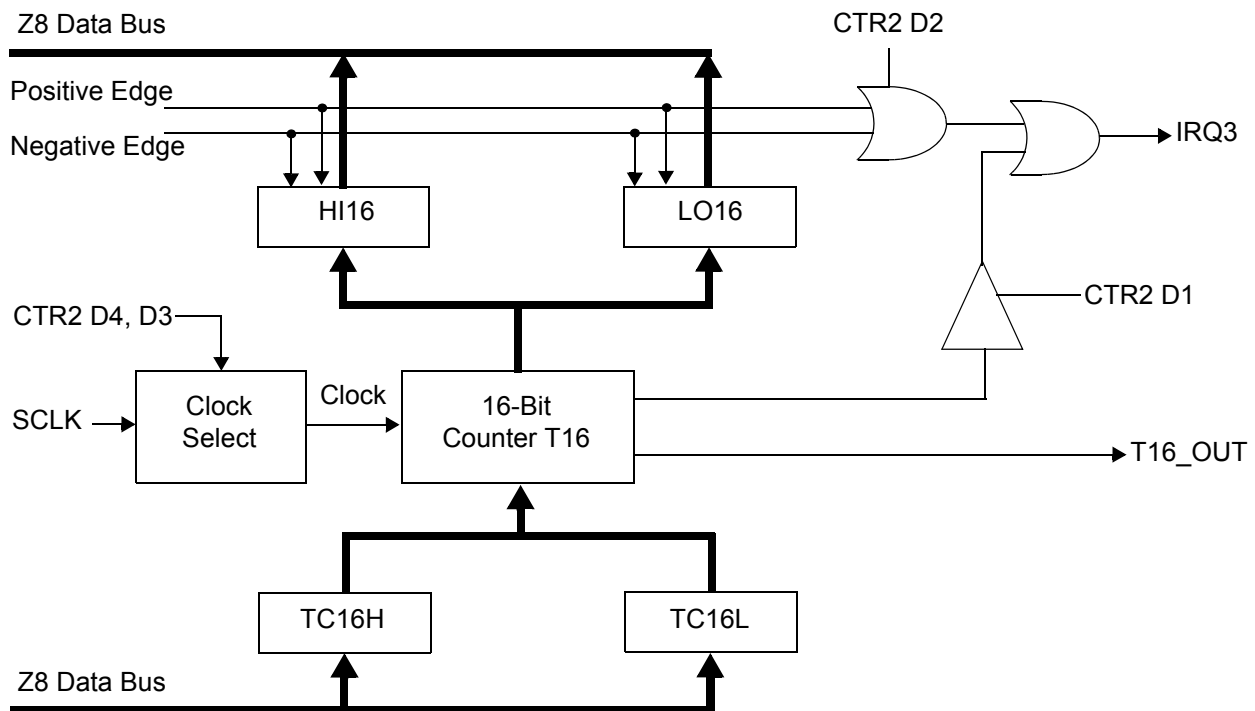 Z8 Data Bus
CTR2 D2
Positive Edge
Negative Edge
IRQ3
HI16
LO16
CTR2 D4, D3
CTR2 D1
SCLK
Clock
Select
Clock
16-Bit
Counter T16
T16_OUT
TC16H
TC16L
Z8 Data Bus